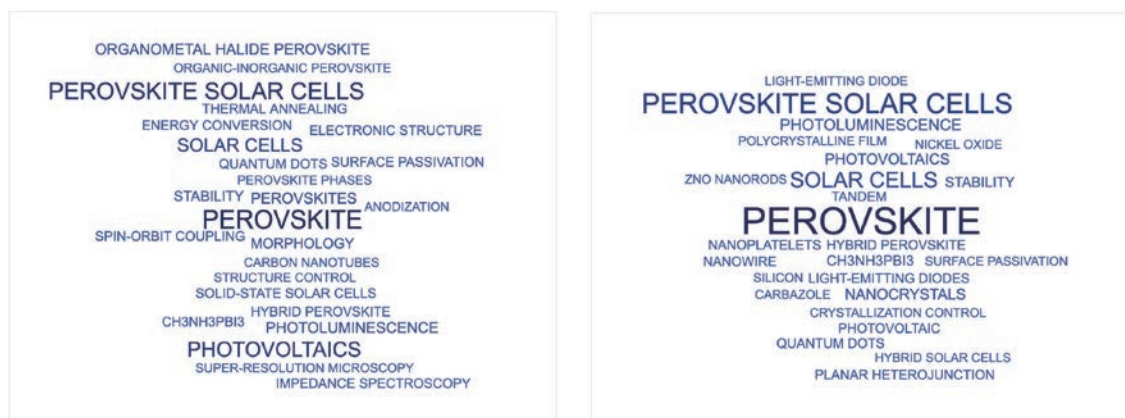 ORGANOMETAL HALIDE PEROVSKITE
ORGANIC-INORGANIC PEROVSKITE
PEROVSKITE SOLAR CELLS
THERMAL ANNEALING
ENERGY CONVERSION
ELECTRONIC STRUCTURE
SOLAR CELLS
QUANTUM DOTS
SURFACE PASSIVATION
PEROVSKITE PHASES
STABILITY
PEROVSKITES
ANODIZATION
PEROVSKITE
SPIN-ORBIT COUPLING
MORPHOLOGY
CARBON NANOTUBES
STRUCTURE CONTROL
SOLID-STATE SOLAR CELLS
HYBRID PEROVSKITE
CH3NH3PBI3
PHOTOLUMINESCENCE
PHOTOVOLTAICS
SUPER-RESOLUTION MICROSCOPY
IMPEDANCE SPECTROSCOPY
LIGHT-EMITTING DIODE
PEROVSKITE SOLAR CELLS
PHOTOLUMINESCENCE
POLYCRYSTALLINE FILM
NICKEL OXIDE
PHOTOVOLTAICS
ZNO NANORODS
SOLAR CELLS
STABILITY
TANDEM
PEROVSKITE
NANOPLATELETS
HYBRID PEROVSKITE
NANOWIRE
CH3NH3PBI3
SURFACE PASSIVATION
SILICON
LIGHT-EMITTING DIODES
CARBAZOLE
NANOCRYSTALS
CRYSTALLIZATION CONTROL
PHOTOVOLTAIC
QUANTUM DOTS
HYBRID SOLAR CELLS
PLANAR HETEROJUNCTION